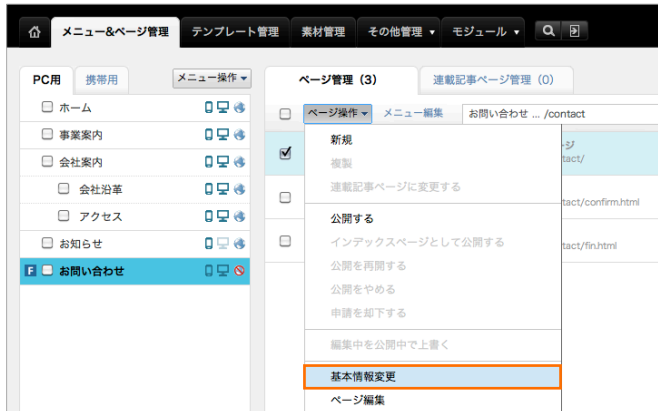 メニュー&ページ管理 テンプレート管理 素材管理 その他管理 ▼ モジュール ▼
PC用 携帯用 メニュー操作 ▼
ホーム
事業案内
会社案内
会社沿革
アクセス
お知らせ
F お問い合わせ
ページ管理（3） 連載記事ページ管理（0）
ページ操作 ▼ メニュー編集 お問い合わせ ... /contact
新規
複製
連載記事ページに変更する
公開する
インデックスページとして公開する
公開を再開する
公開をやめる
申請を却下する
編集中を公開中で上書く
基本情報変更
ページ編集
ージ
tact/
tact/confirm.html
tact/fin.html